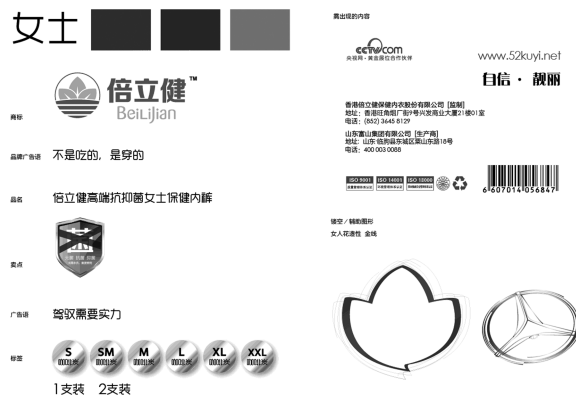 女士
商标
倍立健™
BeiLiJian
品牌广告语
不是吃的，是穿的
品名
倍立健高端抗抑菌女士保健内裤
卖点
广告语
驾驭需要实力
标签
S
SM
M
L
XL
XXL
1支装 2支装
需出现的内容
CCTV.com
央视网·黄金展位合作伙伴
www.52kuyi.net
自信·靓丽
香港倍立健保健内衣股份有限公司 [监制]
地址：香港旺角烟厂街9号兴发商业大厦21楼01室
电话：(852) 3645 8129
山东富山集团有限公司 [生产商]
地址：山东·临朐县东城区粟山东路18号
电话：400 003 0088
ISO 9001
ISO 14001
ISO 18000
6 607014 056847
镂空／辅助图形
女人花造性 金线